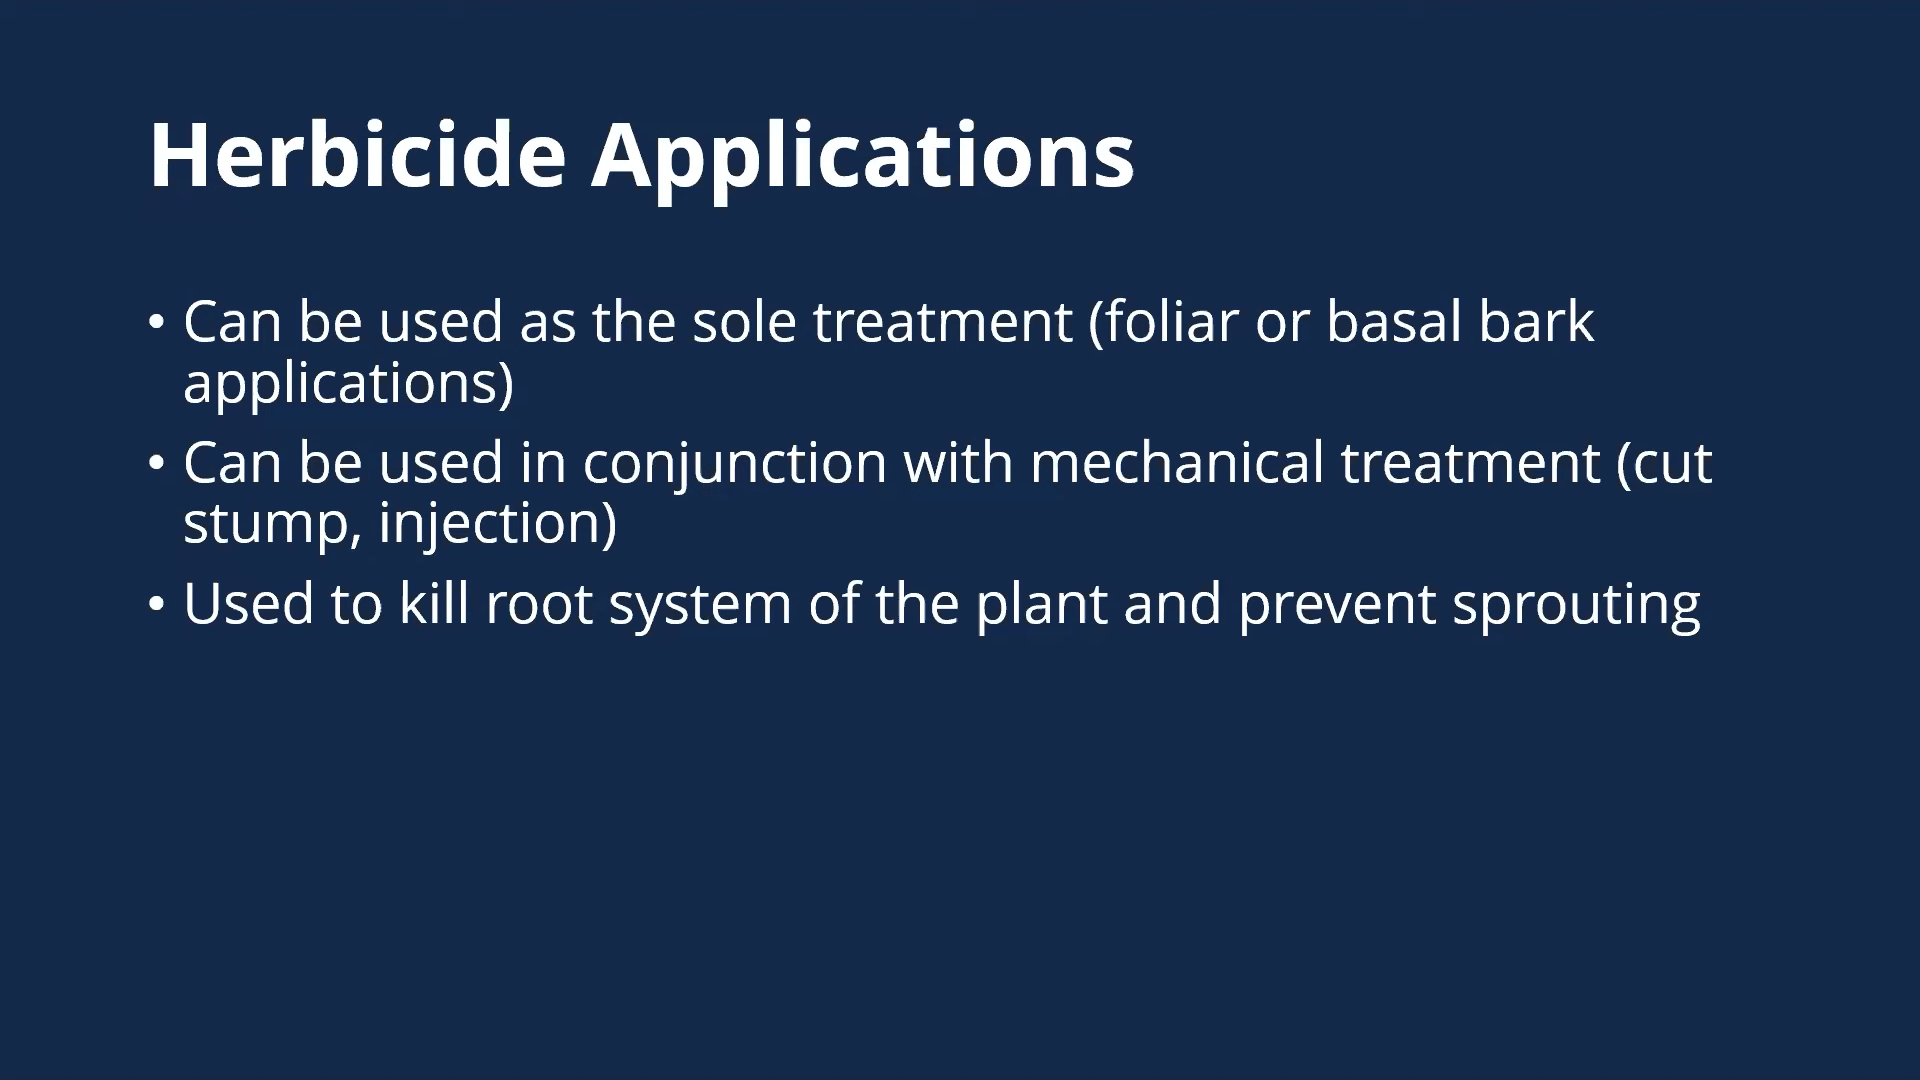 Herbicide Applications
• Can be used as the sole treatment (foliar or basal bark
applications)
• Can be used in conjunction with mechanical treatment (cut
stump, injection)
• Used to kill root system of the plant and prevent sprouting